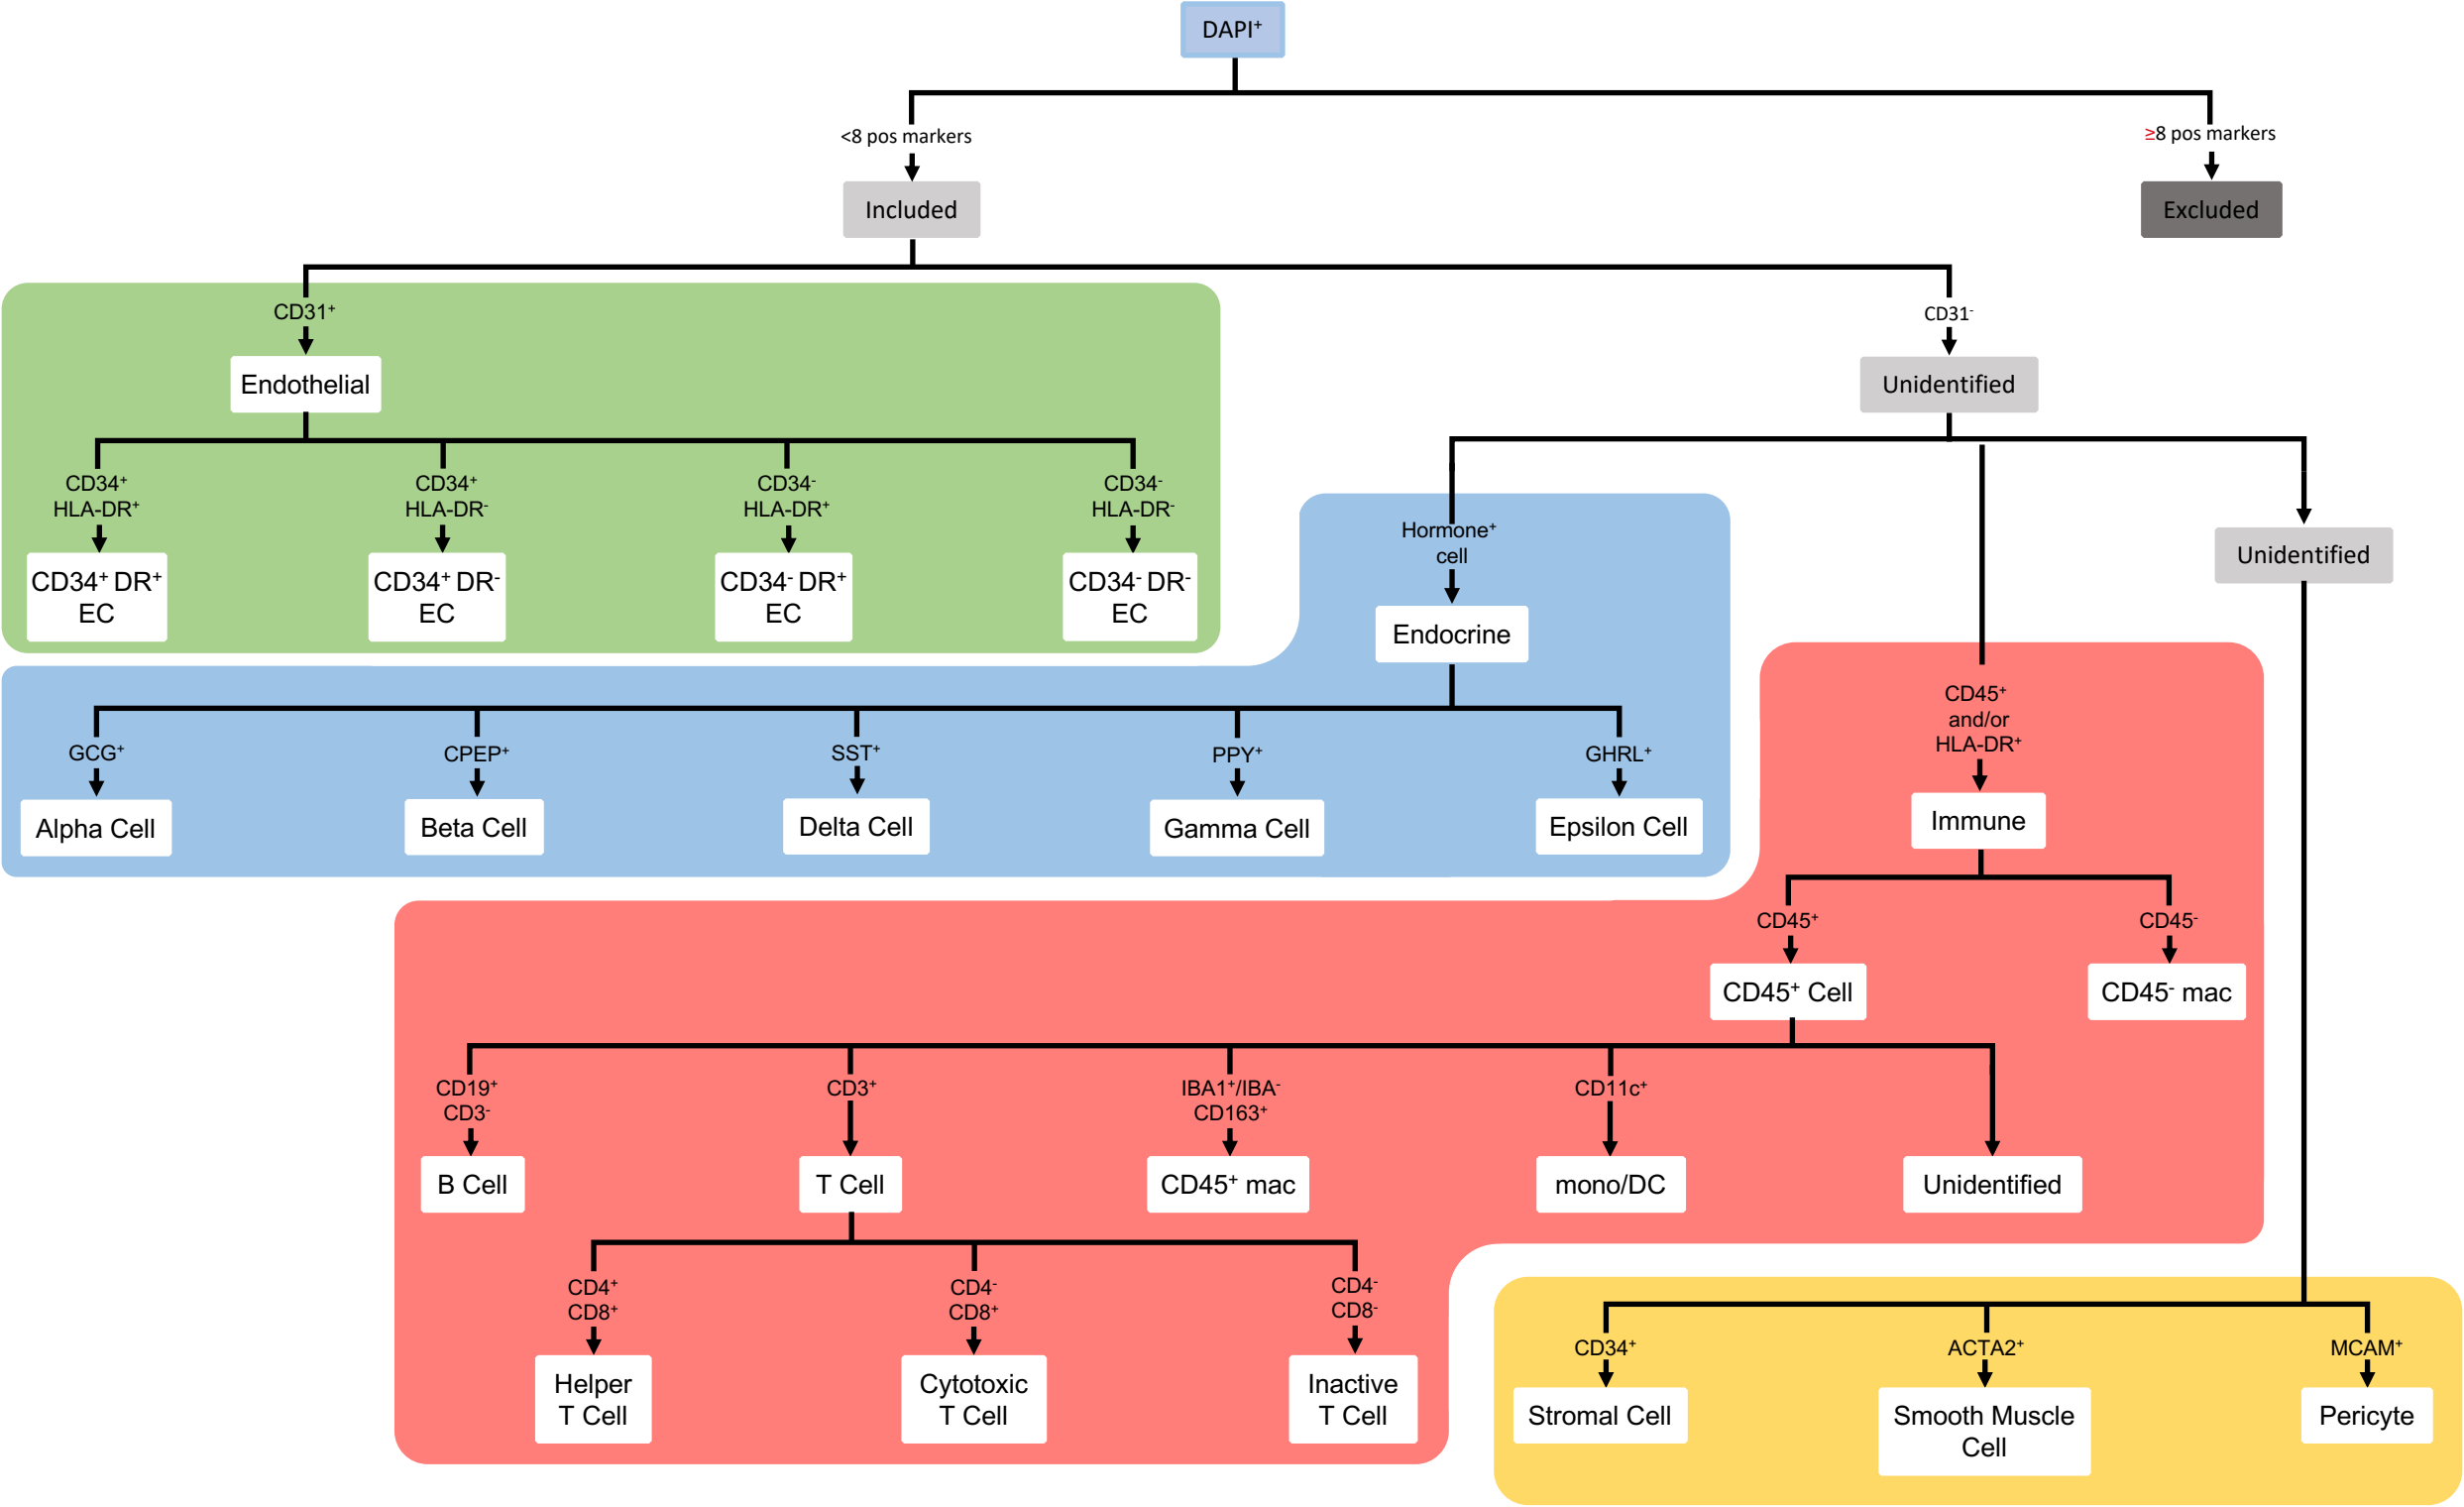 DAPI⁺
<8 pos markers
≥8 pos markers
Included
Excluded
CD31⁺
CD31⁻
Endothelial
Unidentified
CD34⁺
HLA-DR⁺
CD34⁺
HLA-DR⁻
CD34⁻
HLA-DR⁺
CD34⁻
HLA-DR⁻
CD34⁺ DR⁺
EC
CD34⁺ DR⁻
EC
CD34⁻ DR⁺
EC
CD34⁻ DR⁻
EC
Hormone⁺
cell
Unidentified
Endocrine
GCG⁺
CPEP⁺
SST⁺
PPY⁺
GHRL⁺
Alpha Cell
Beta Cell
Delta Cell
Gamma Cell
Epsilon Cell
CD45⁺
and/or
HLA-DR⁺
Immune
CD45⁺
CD45⁻
CD45⁺ Cell
CD45⁻ mac
CD19⁺
CD3⁻
CD3⁺
IBA1⁺/IBA⁻
CD163⁺
CD11c⁺
B Cell
T Cell
CD45⁺ mac
mono/DC
Unidentified
CD4⁺
CD8⁺
CD4⁻
CD8⁺
CD4⁻
CD8⁻
Helper
T Cell
Cytotoxic
T Cell
Inactive
T Cell
CD34⁺
ACTA2⁺
MCAM⁺
Stromal Cell
Smooth Muscle
Cell
Pericyte